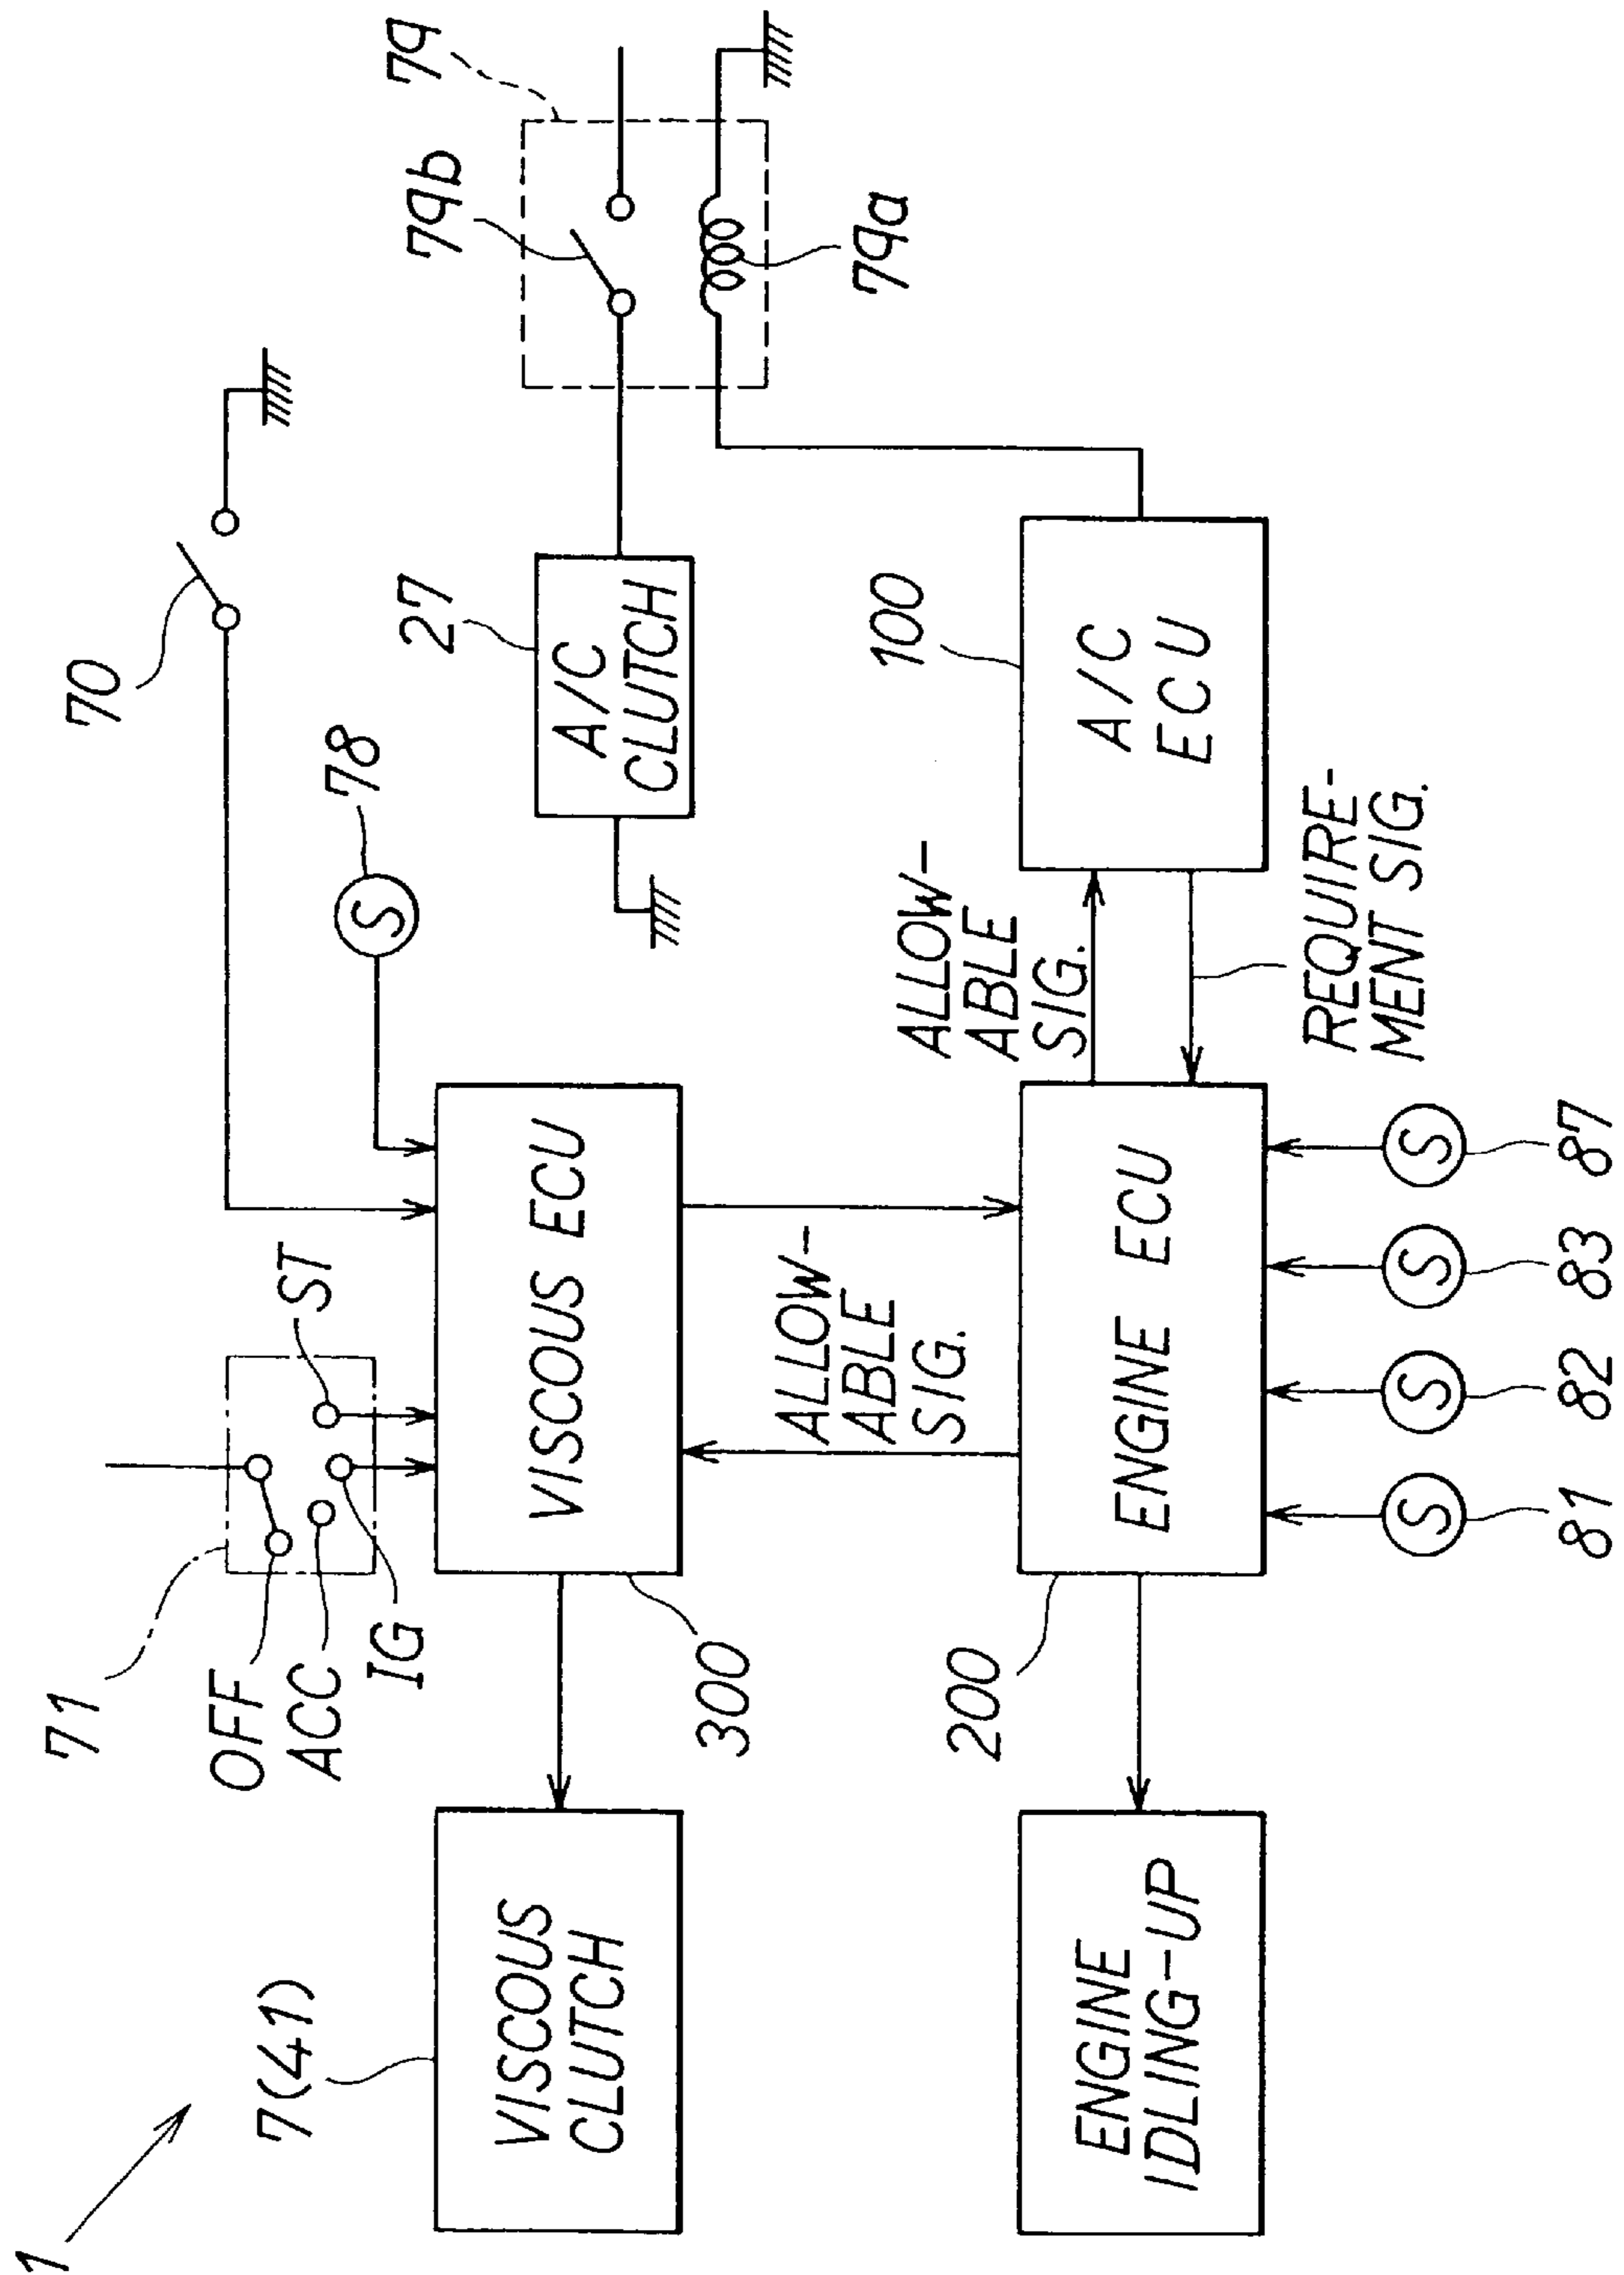 1
7(41)
VISCOUS
CLUTCH
71
OFF
ACC
IG
ST
300
VISCOUS ECU
70
S
78
27
A/C
CLUTCH
79
79b
79a
ENGINE
IDLING-UP
200
ENGINE ECU
ALLOW-
ABLE
SIG.
ALLOW-
ABLE
SIG.
100
A/C
ECU
REQUIRE-
MENT SIG.
S
81
S
82
S
83
S
87